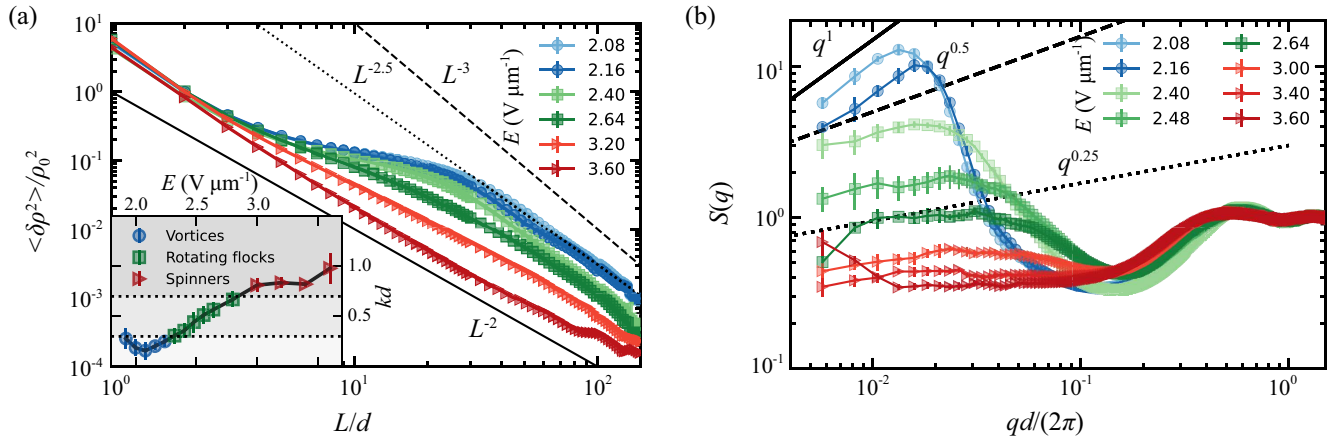 (a)
10¹
10⁰
10⁻¹
10⁻²
10⁻³
10⁻⁴
<δρ²>/ρ₀²
10⁰
10¹
10²
L/d
L⁻²·⁵
L⁻³
L⁻²
E (V μm⁻¹)
2.08
2.16
2.40
2.64
3.20
3.60
E (V μm⁻¹)
2.0
2.5
3.0
Vortices
Rotating flocks
Spinners
1.0
0.5
kd
(b)
10¹
10⁰
10⁻¹
S(q)
10⁻²
10⁻¹
10⁰
qd/(2π)
q¹
q⁰·⁵
q⁰·²⁵
E (V μm⁻¹)
2.08
2.16
2.40
2.48
2.64
3.00
3.40
3.60